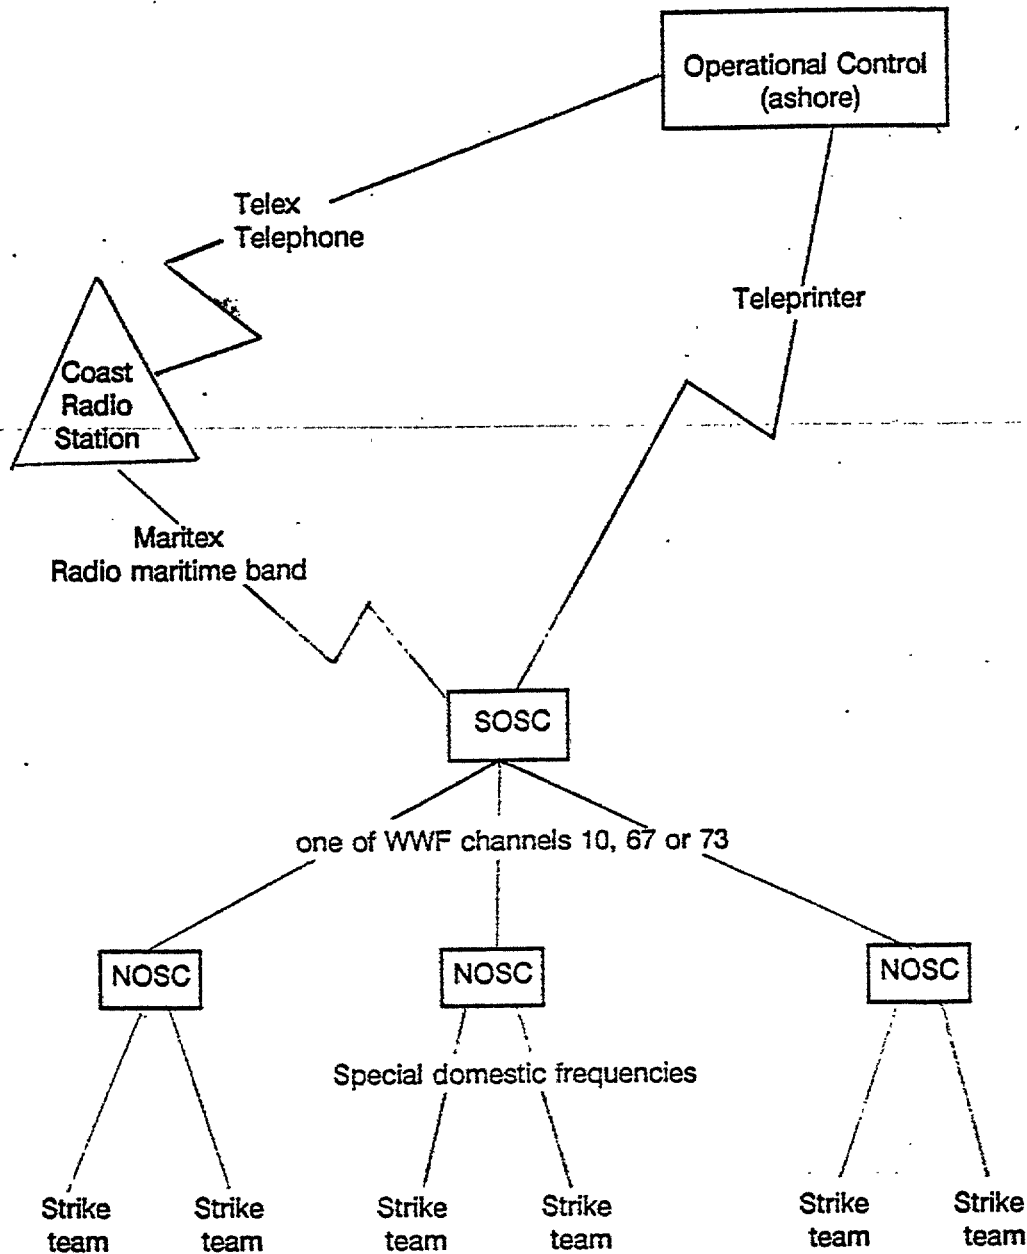 Operational Control
(ashore)
Telex
Telephone
Teleprinter
Coast
Radio
Station
Maritex
Radio maritime band
SOSC
one of WWF channels 10, 67 or 73
NOSC
NOSC
NOSC
Special domestic frequencies
Strike
team
Strike
team
Strike
team
Strike
team
Strike
team
Strike
team